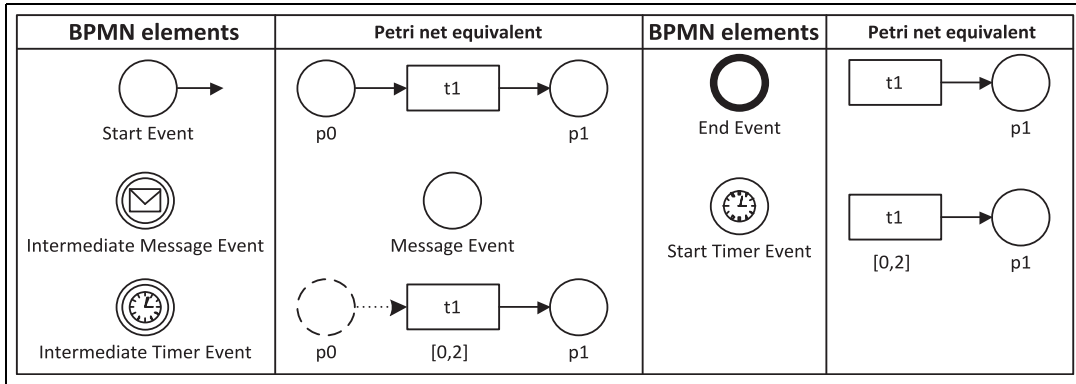 BPMN elements
Petri net equivalent
BPMN elements
Petri net equivalent
t1
Start Event
p0
p1
t1
End Event
p1
Intermediate Message Event
Message Event
t1
Start Timer Event
[0,2]
p1
t1
Intermediate Timer Event
p0
[0,2]
p1